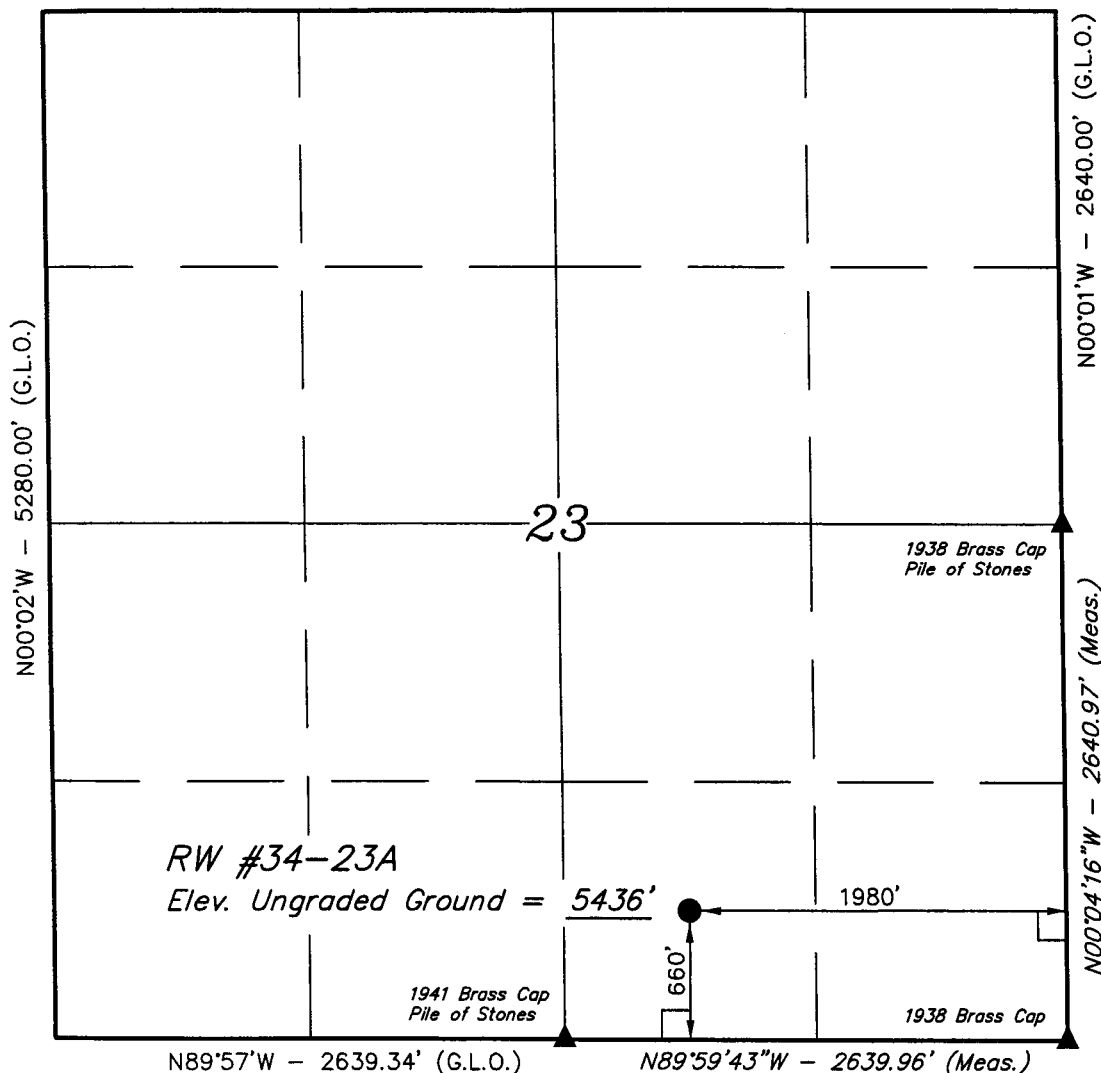 N00°01'W - 2640.00' (G.L.O.)
N00°02'W - 5280.00' (G.L.O.)
23
1938 Brass Cap
Pile of Stones
N00°04'16"W - 2640.97' (Meas.)
RW #34-23A
Elev. Ungraded Ground = 5436'
1980'
660'
1941 Brass Cap
Pile of Stones
1938 Brass Cap
N89°57'W - 2639.34' (G.L.O.)
N89°59'43"W - 2639.96' (Meas.)